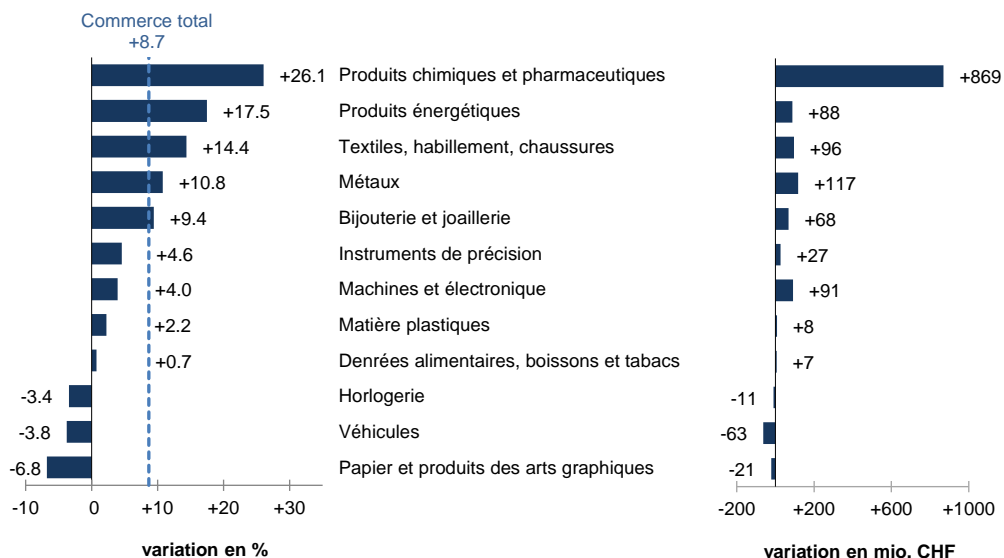 Commerce total
+8.7
+26.1 Produits chimiques et pharmaceutiques +869
+17.5 Produits énergétiques +88
+14.4 Textiles, habillement, chaussures +96
+10.8 Métaux +117
+9.4 Bijouterie et joaillerie +68
+4.6 Instruments de précision +27
+4.0 Machines et électronique +91
+2.2 Matière plastiques +8
+0.7 Denrées alimentaires, boissons et tabacs +7
-3.4 Horlogerie -11
-3.8 Véhicules -63
-6.8 Papier et produits des arts graphiques -21
-10 0 +10 +20 +30 -200 +200 +600 +1000
variation en % variation en mio. CHF